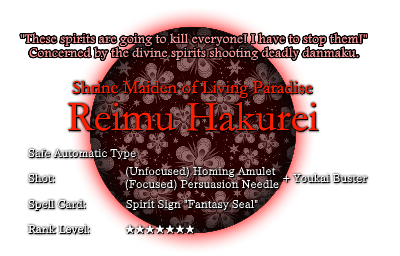 "These spirits are going to kill everyone! I have to stop them!"
Concerned by the divine spirits shooting deadly danmaku.
Shrine Maiden of Living Paradise
Reimu Hakurei
Safe Automatic Type
Shot: (Unfocused) Homing Amulet
(Focused) Persuasion Needle + Youkai Buster
Spell Card: Spirit Sign "Fantasy Seal"
Rank Level: ★★★★★★★